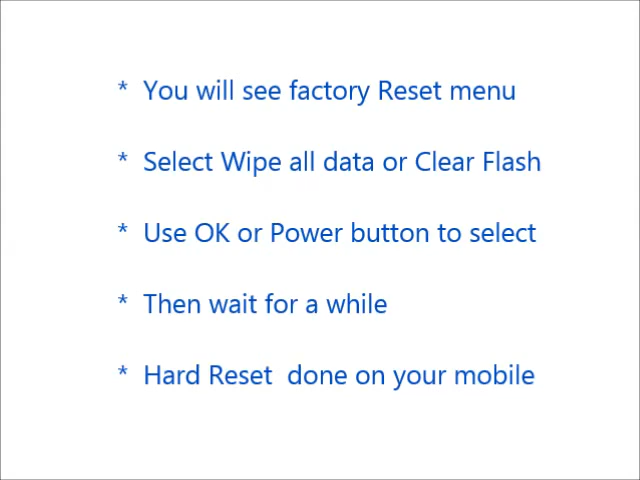 * You will see factory Reset menu
* Select Wipe all data or Clear Flash
* Use OK or Power button to select
* Then wait for a while
* Hard Reset  done on your mobile